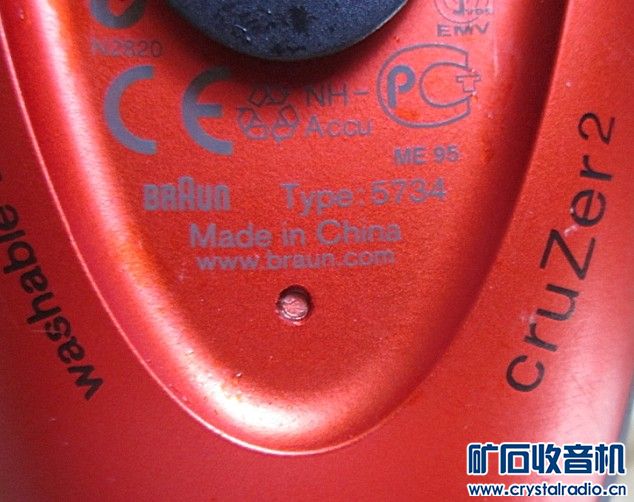 N2820
EMV
CE
NH-
Accu
PC
ME 95
BRAUN Type: 5734
Made in China
www.braun.com
washable
cruZer2
矿石收音机
www.crystalradio.cn